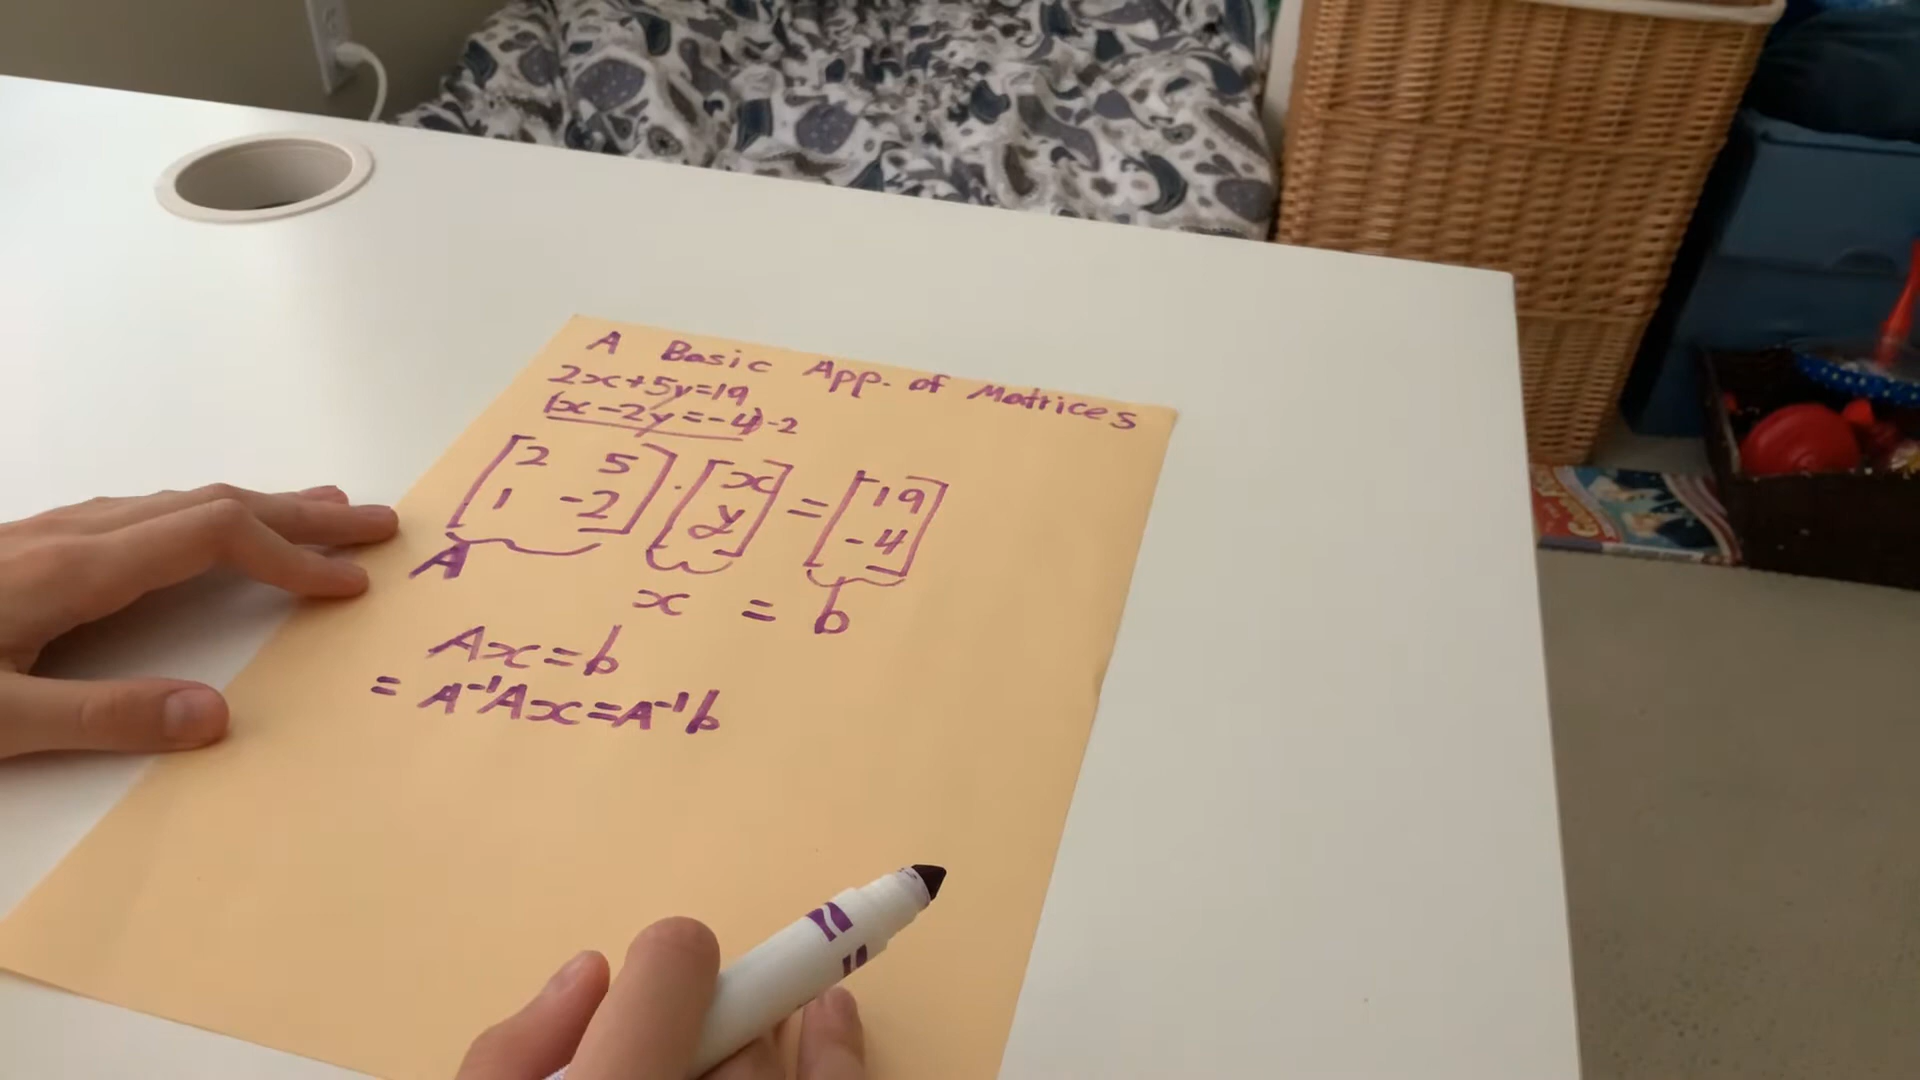 A Basic App. of Matrices
2x+5y=19
(x-2y=-4)-2
[2 5
1 -2] · [x
y] = [19
-4]
A
x = b
Ax=b
= A⁻¹Ax=A⁻¹b